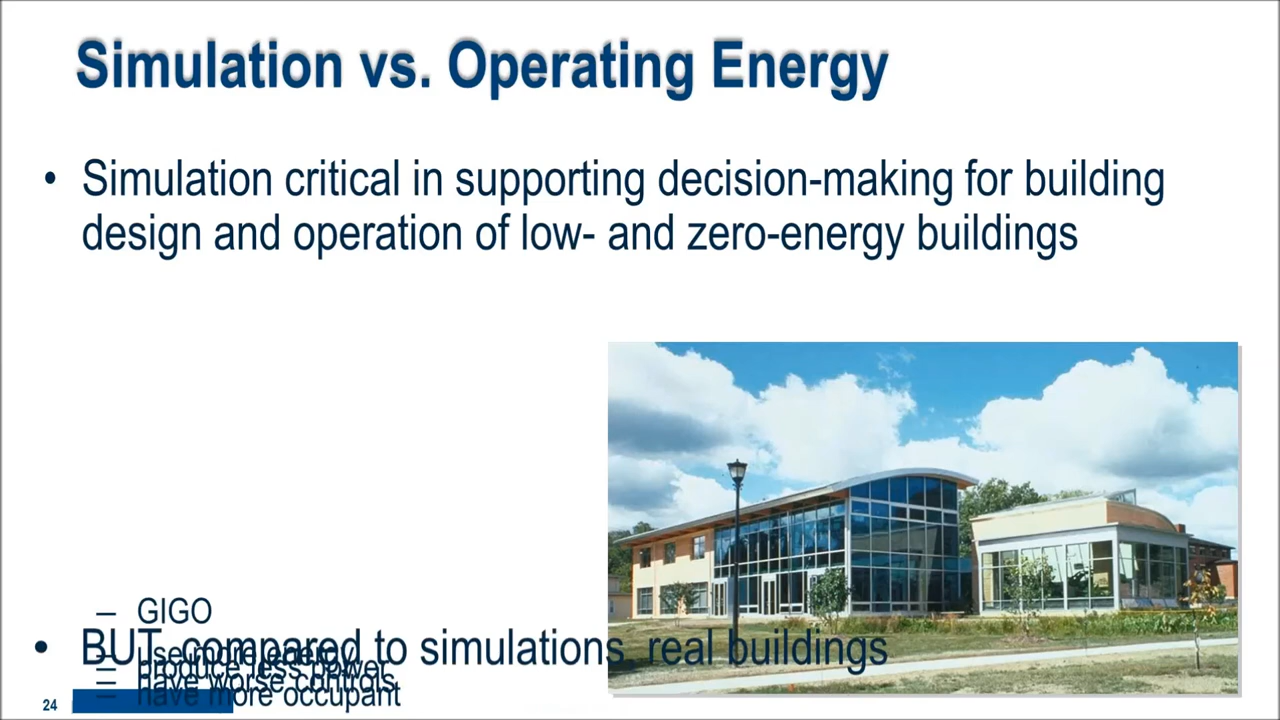 Simulation vs. Operating Energy
• Simulation critical in supporting decision-making for building
design and operation of low- and zero-energy buildings
– GIGO
• BUT, compared to simulations, real buildings
– use more energy
– produce less power
– have worse controls
– have more occupant
24